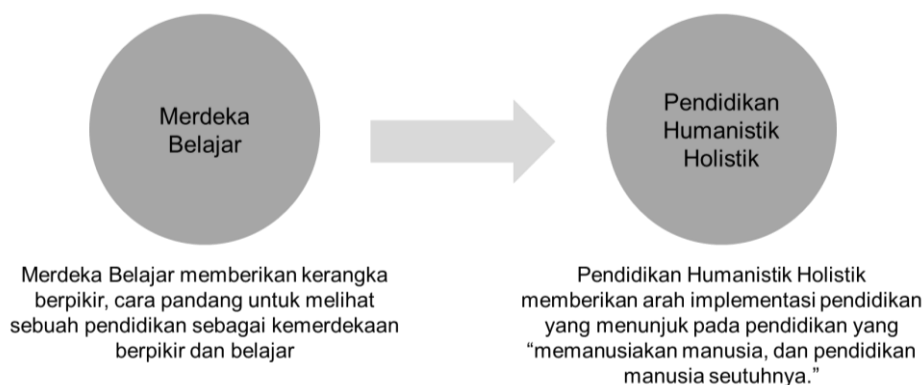 Merdeka
Belajar
Pendidikan
Humanistik
Holistik
Merdeka Belajar memberikan kerangka
berpikir, cara pandang untuk melihat
sebuah pendidikan sebagai kemerdekaan
berpikir dan belajar
Pendidikan Humanistik Holistik
memberikan arah implementasi pendidikan
yang menunjuk pada pendidikan yang
“memanusiakan manusia, dan pendidikan
manusia seutuhnya.”